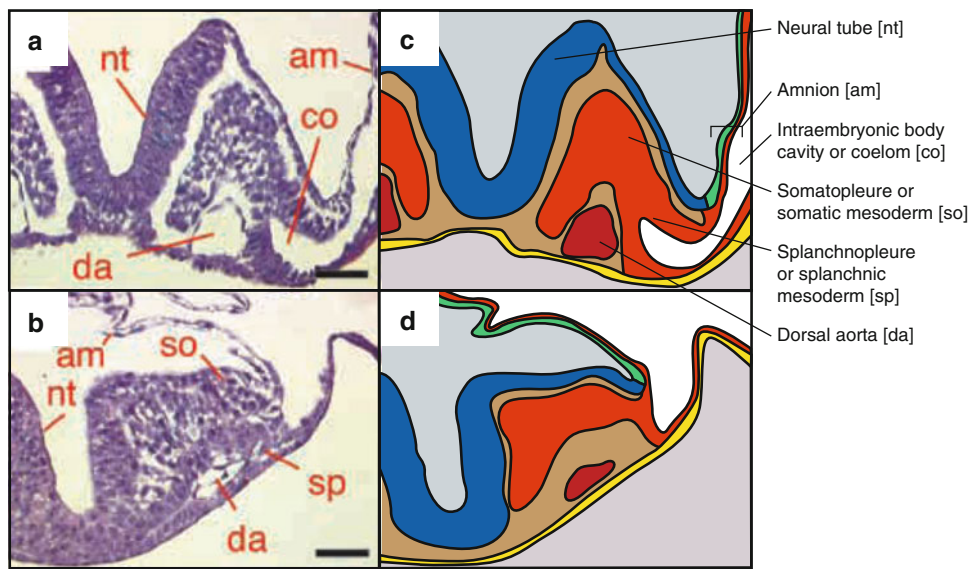 a
nt
am
co
da
b
am
so
nt
sp
da
c
d
Neural tube [nt]
Amnion [am]
Intraembryonic body
cavity or coelom [co]
Somatopleure or
somatic mesoderm [so]
Splanchnopleure
or splanchnic
mesoderm [sp]
Dorsal aorta [da]